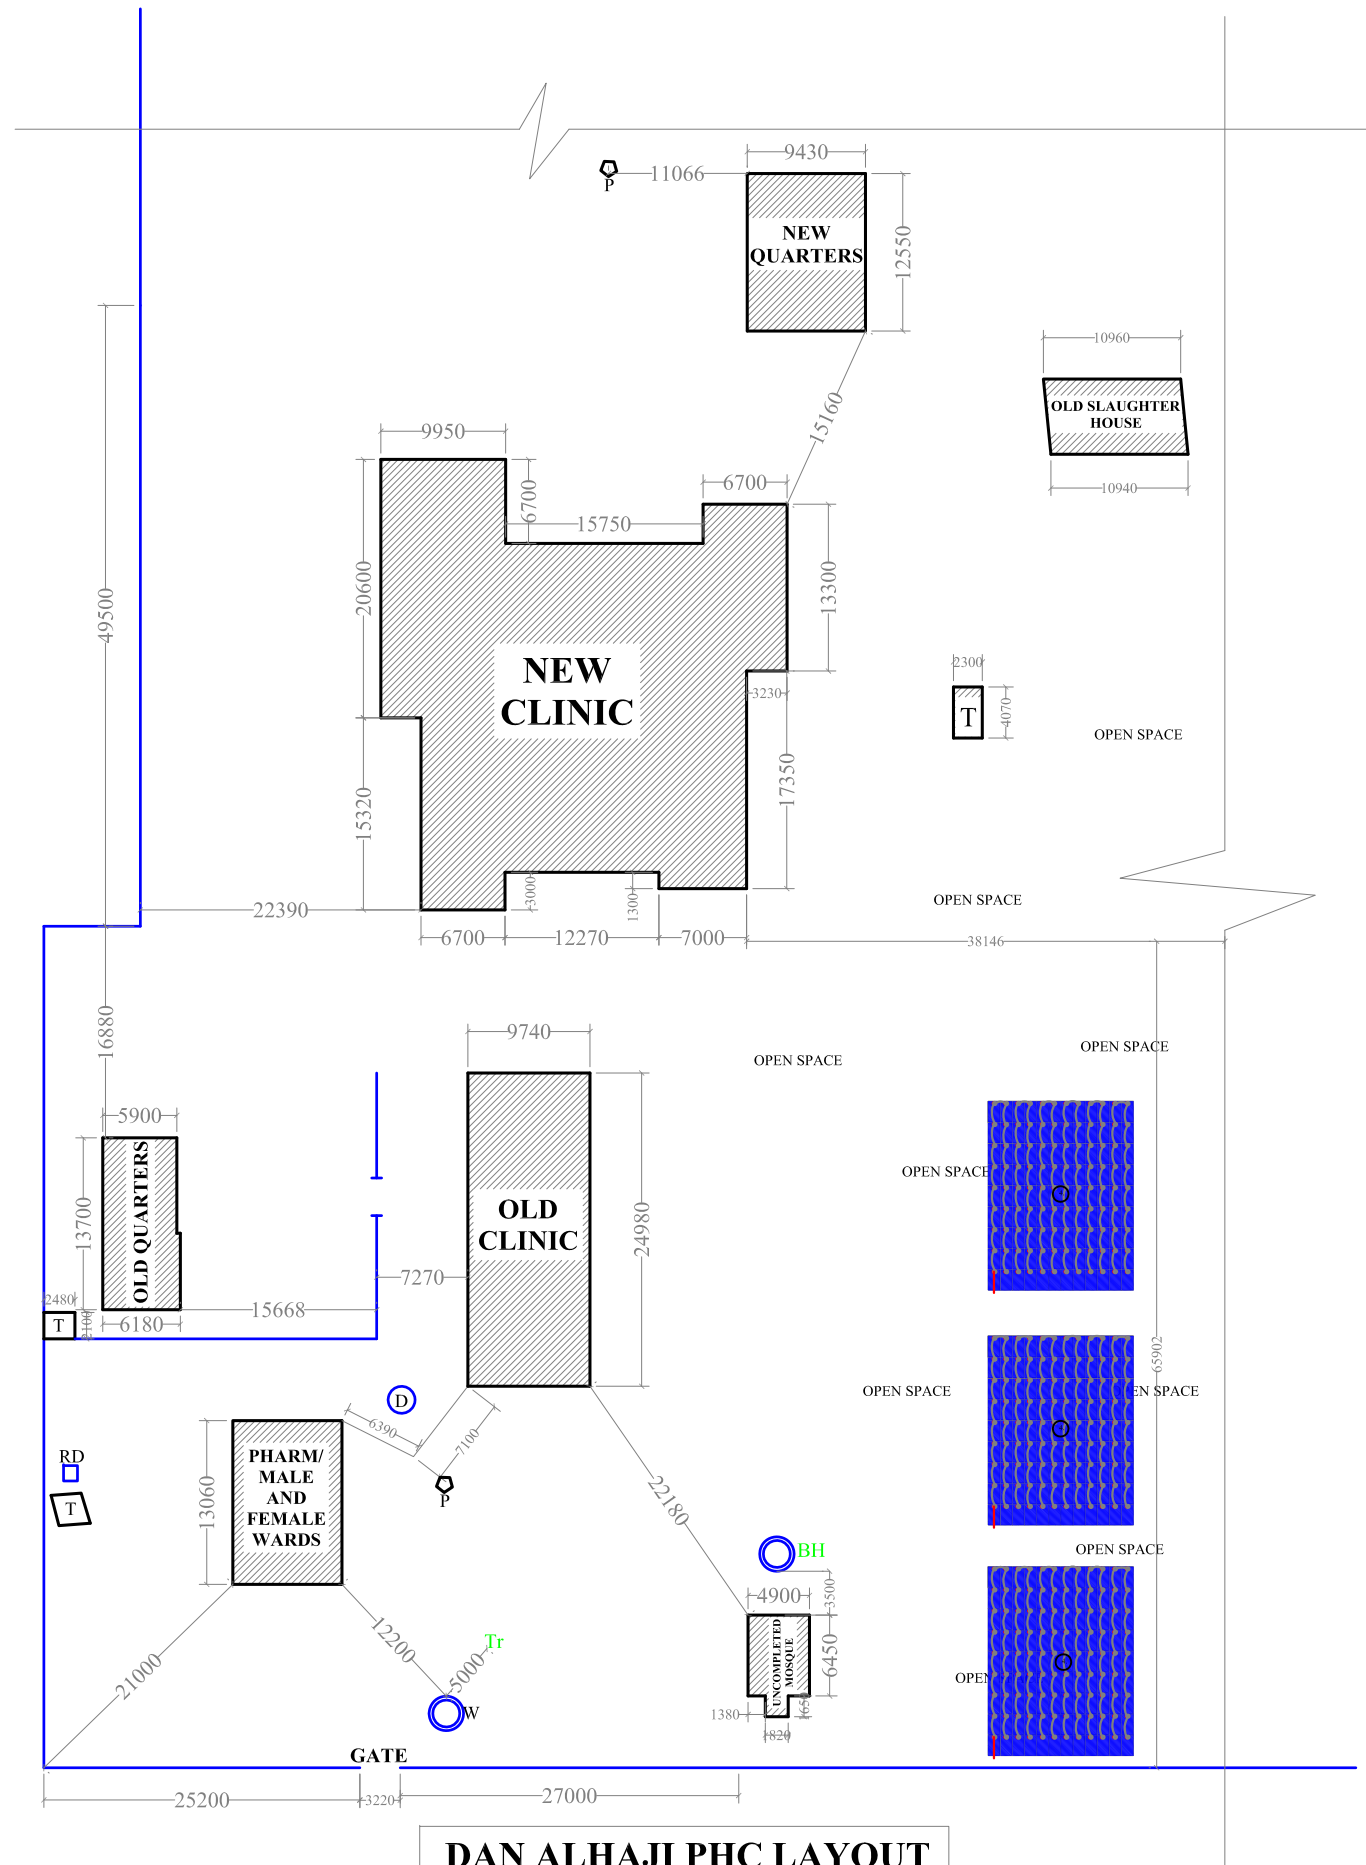 9430
11066
P
NEW
QUARTERS
12550
10960
OLD SLAUGHTER
HOUSE
10940
15160
9950
6700
6700
15750
20600
13300
49500
NEW
CLINIC
3230
2300
T
4070
OPEN SPACE
15320
17350
3000
1300
OPEN SPACE
22390
6700
12270
7000
38146
16880
9740
OPEN SPACE
OPEN SPACE
5900
OLD QUARTERS
13700
OLD
CLINIC
24980
OPEN SPACE
7270
2480
15668
T
2100
6180
65902
D
OPEN SPACE
EN SPACE
6390
7100
RD
T
PHARM/
MALE
AND
FEMALE
WARDS
13060
P
22180
BH
OPEN SPACE
3500
4900
UNCOMPLETED
MOSQUE
6450
12200
Tr
5000
21000
OPEN
W
1380
1650
1820
GATE
25200
3220
27000
DAN ALHAJI PHC LAYOUT